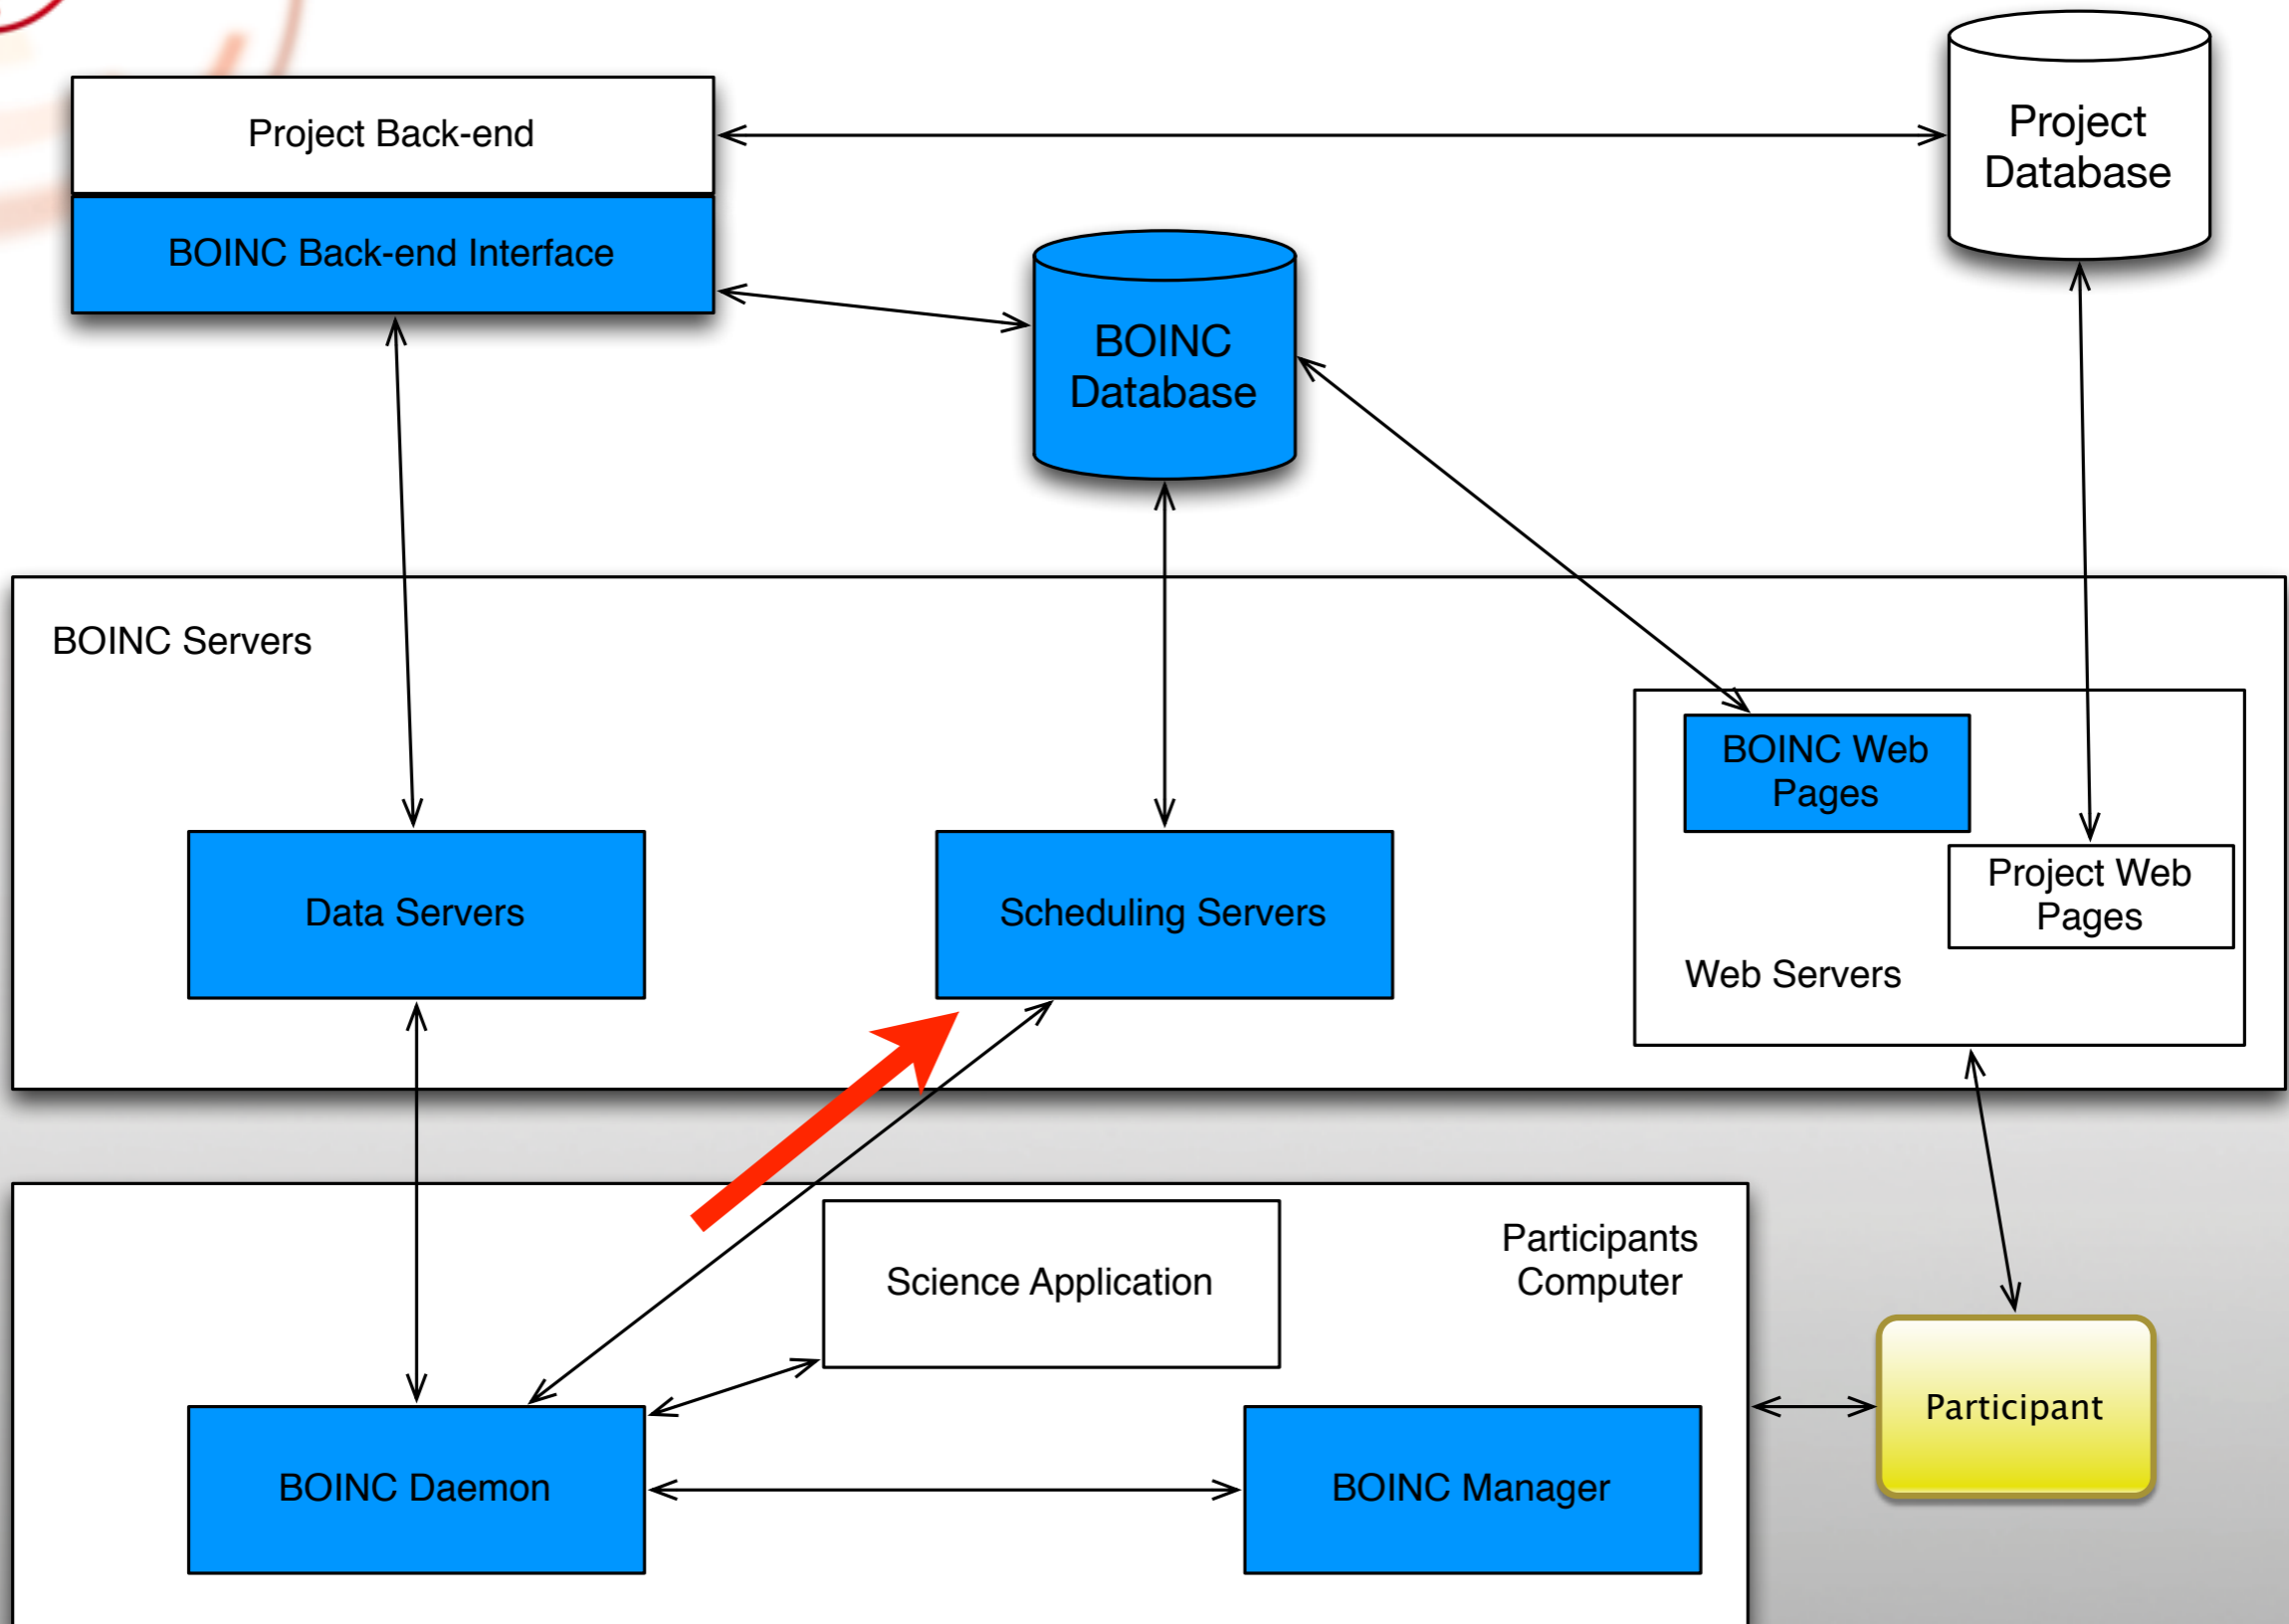 Project Back-end
Project
Database
BOINC Back-end Interface
BOINC
Database
BOINC Servers
BOINC Web
Pages
Data Servers
Scheduling Servers
Project Web
Pages
Web Servers
Participants
Computer
Science Application
Participant
BOINC Daemon
BOINC Manager